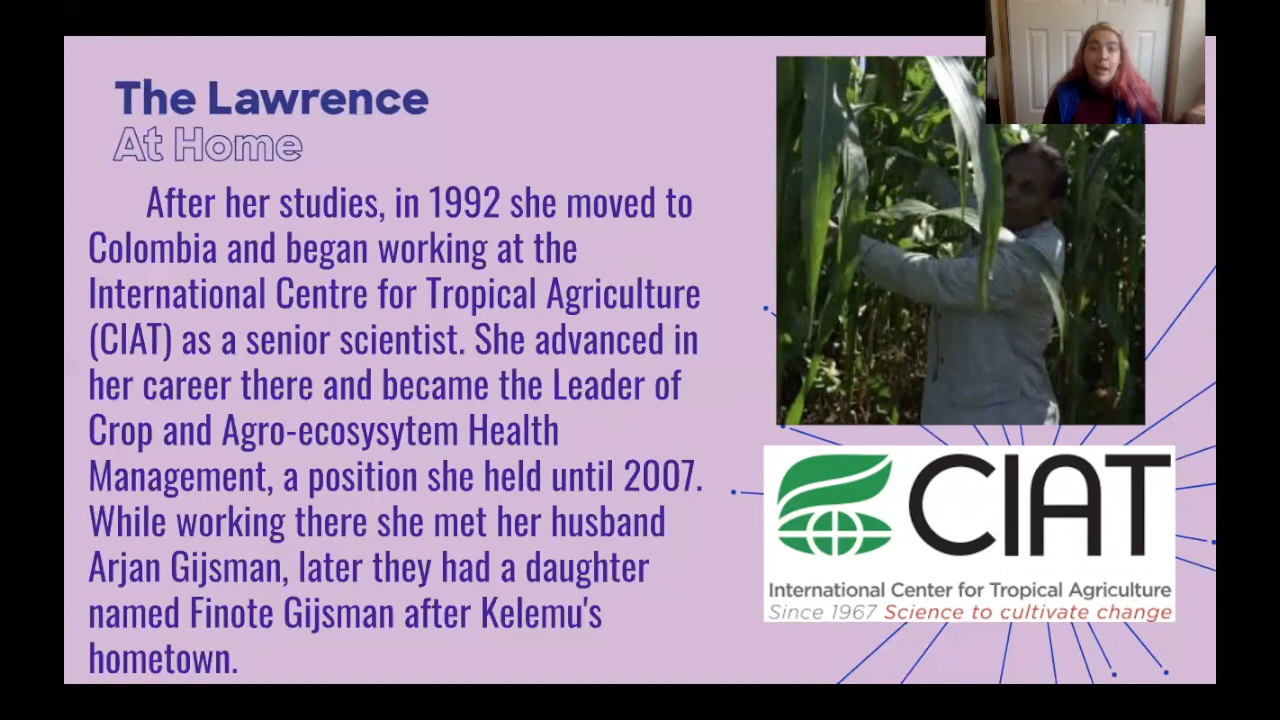 The Lawrence
At Home
After her studies, in 1992 she moved to
Colombia and began working at the
International Centre for Tropical Agriculture
(CIAT) as a senior scientist. She advanced in
her career there and became the Leader of
Crop and Agro-ecosysytem Health
Management, a position she held until 2007.
While working there she met her husband
Arjan Gijsman, later they had a daughter
named Finote Gijsman after Kelemu's
hometown.
CIAT
International Center for Tropical Agriculture
Since 1967 Science to cultivate change